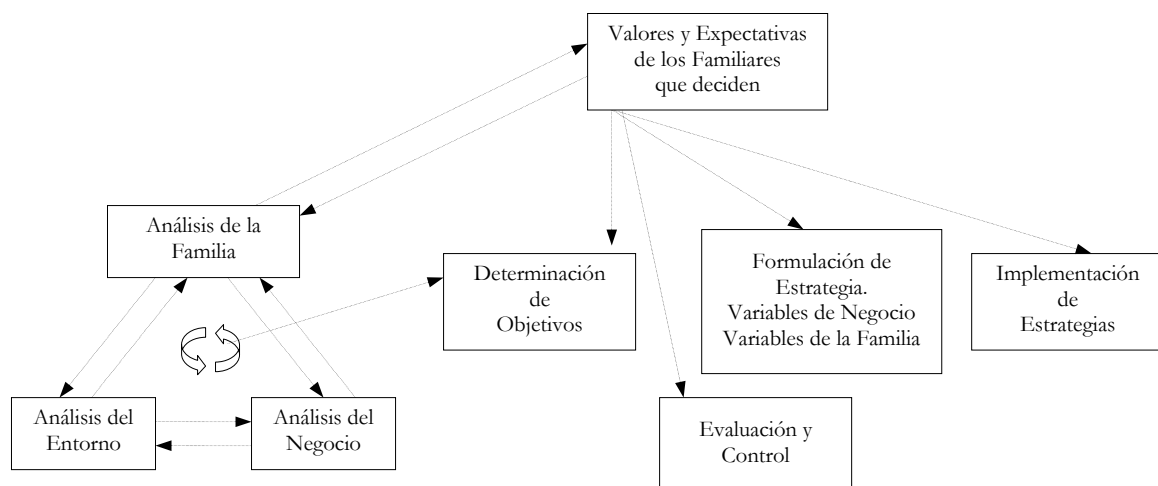 Valores y Expectativas
de los Familiares
que deciden
Análisis de la
Familia
Determinación
de
Objetivos
Formulación de
Estrategia.
Variables de Negocio
Variables de la Familia
Implementación
de
Estrategias
Análisis del
Entorno
Análisis del
Negocio
Evaluación y
Control